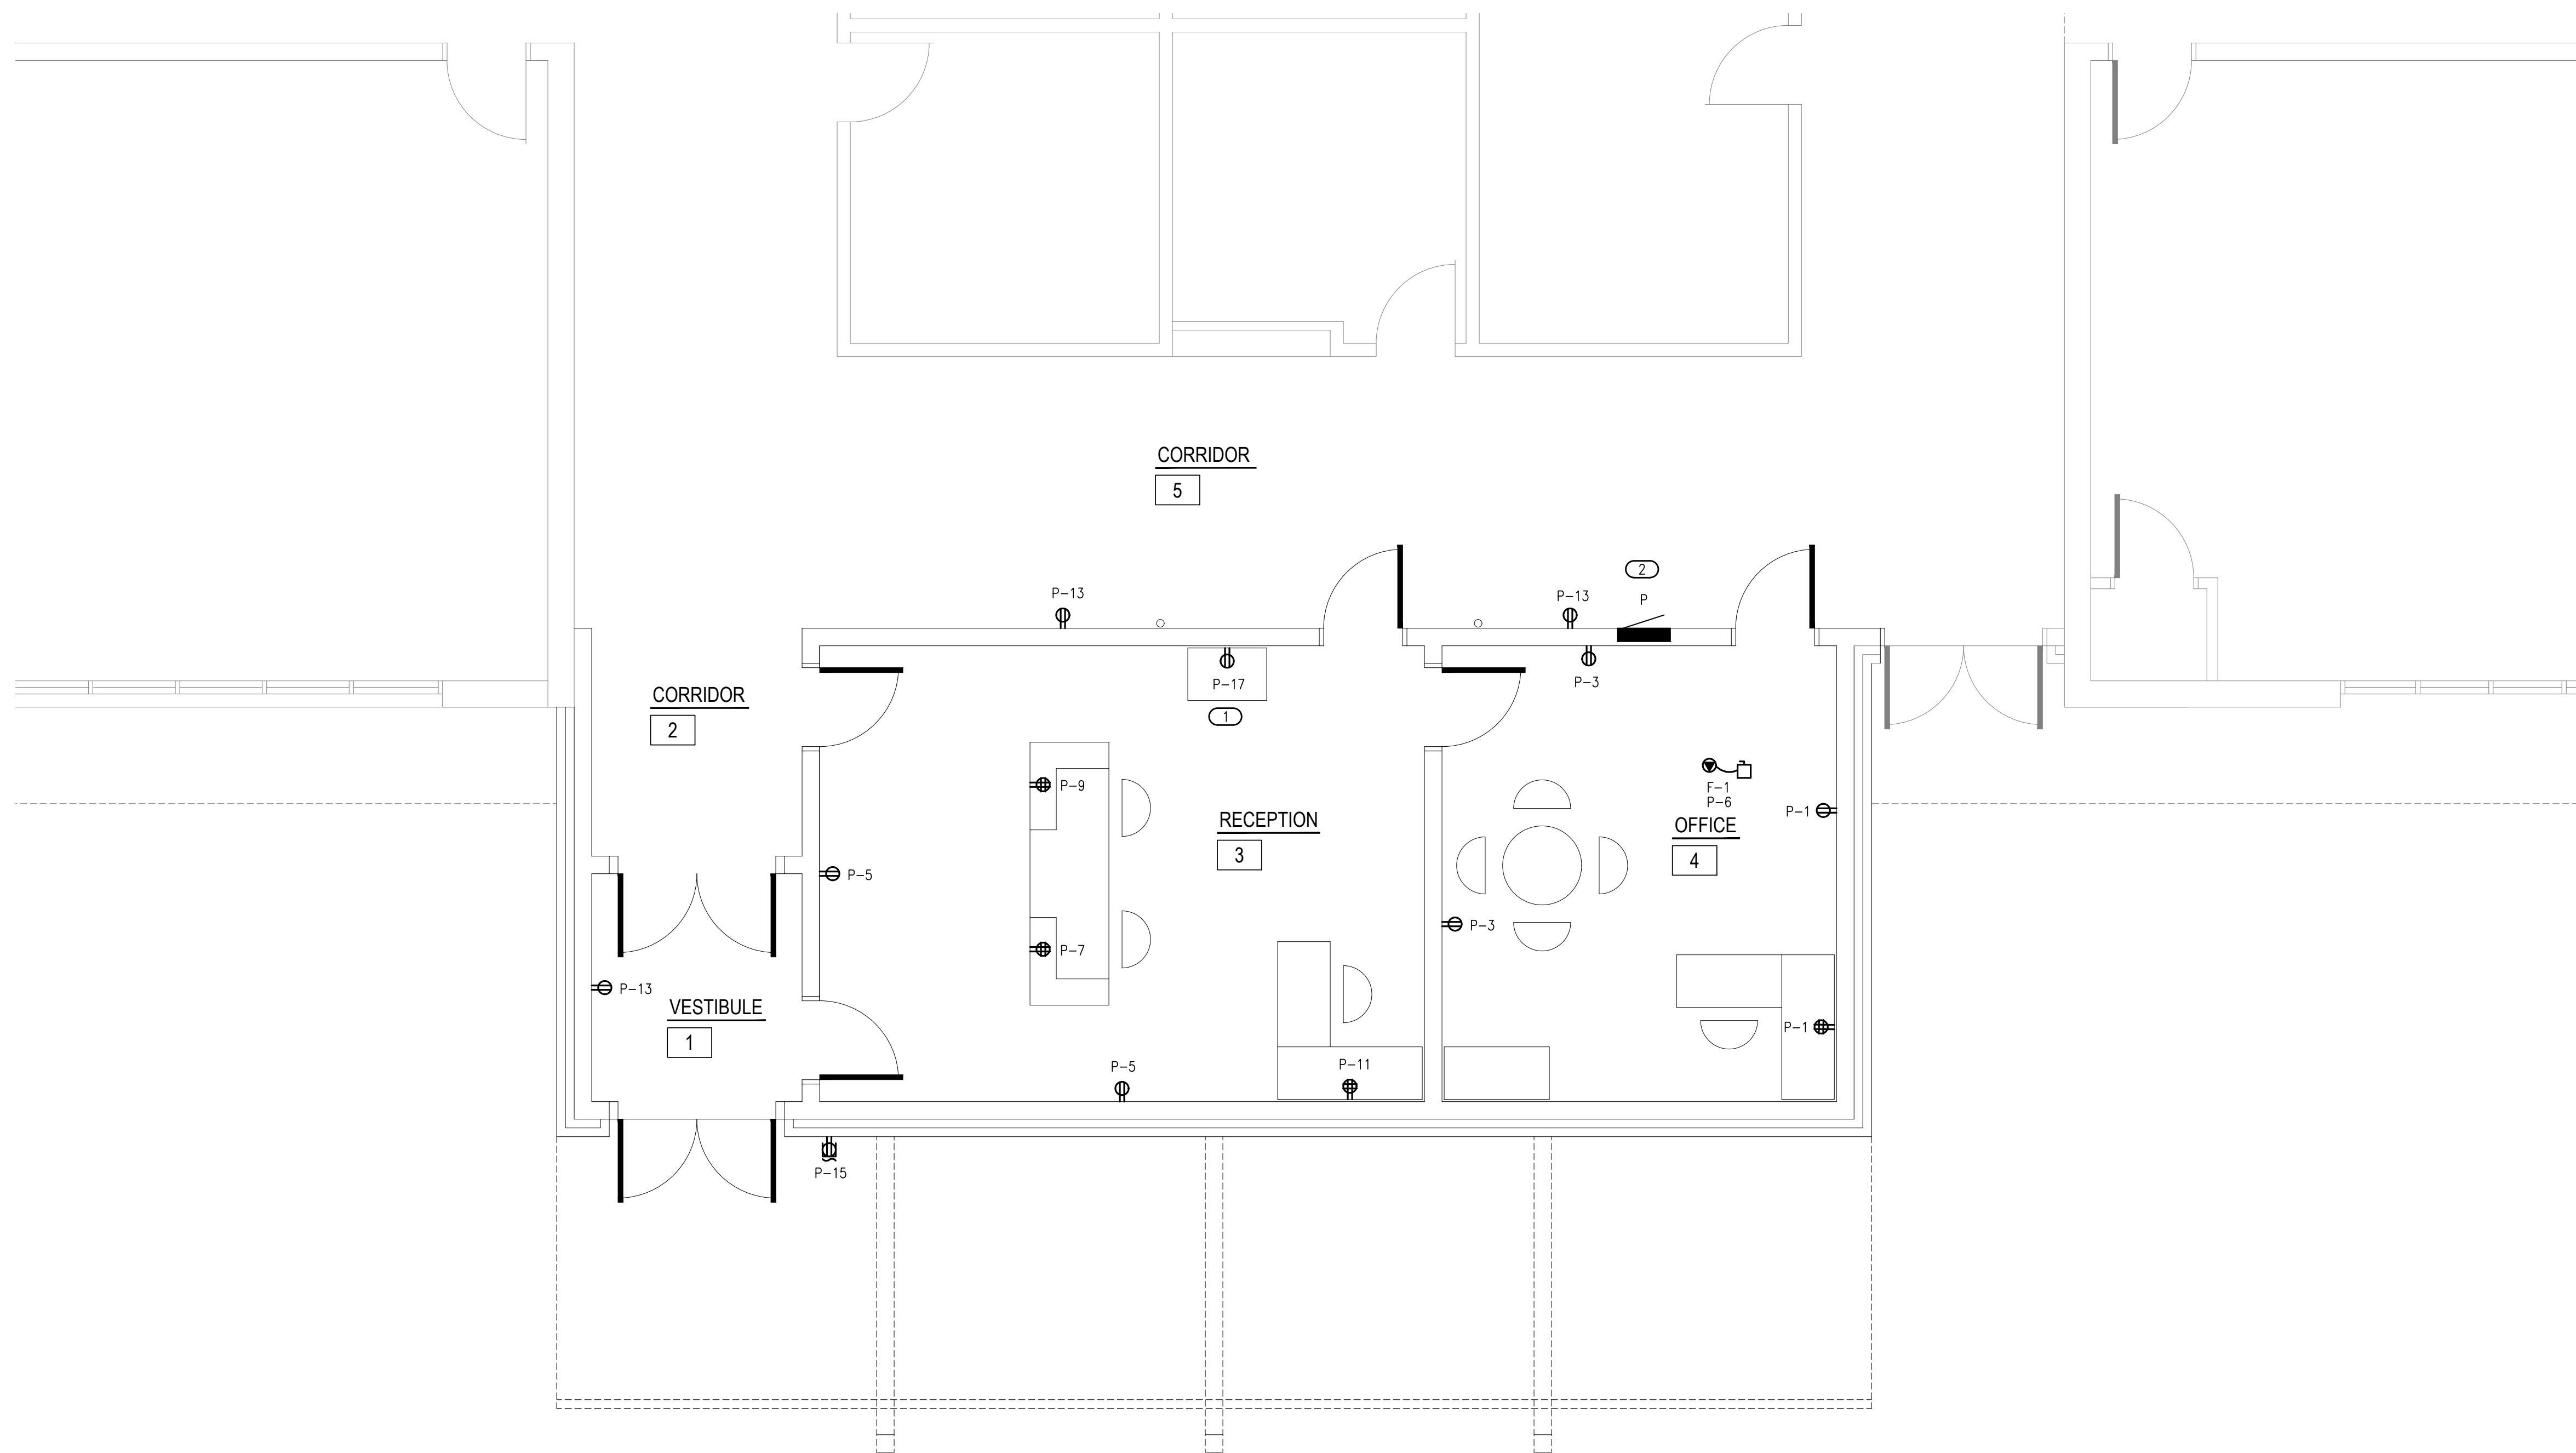 CORRIDOR
5
2
P-13
P-13
P
P-3
P-17
1
CORRIDOR
2
P-9
F-1
P-6
P-1
RECEPTION
3
OFFICE
4
P-5
P-3
P-7
P-13
VESTIBULE
1
P-1
P-5
P-11
P-15